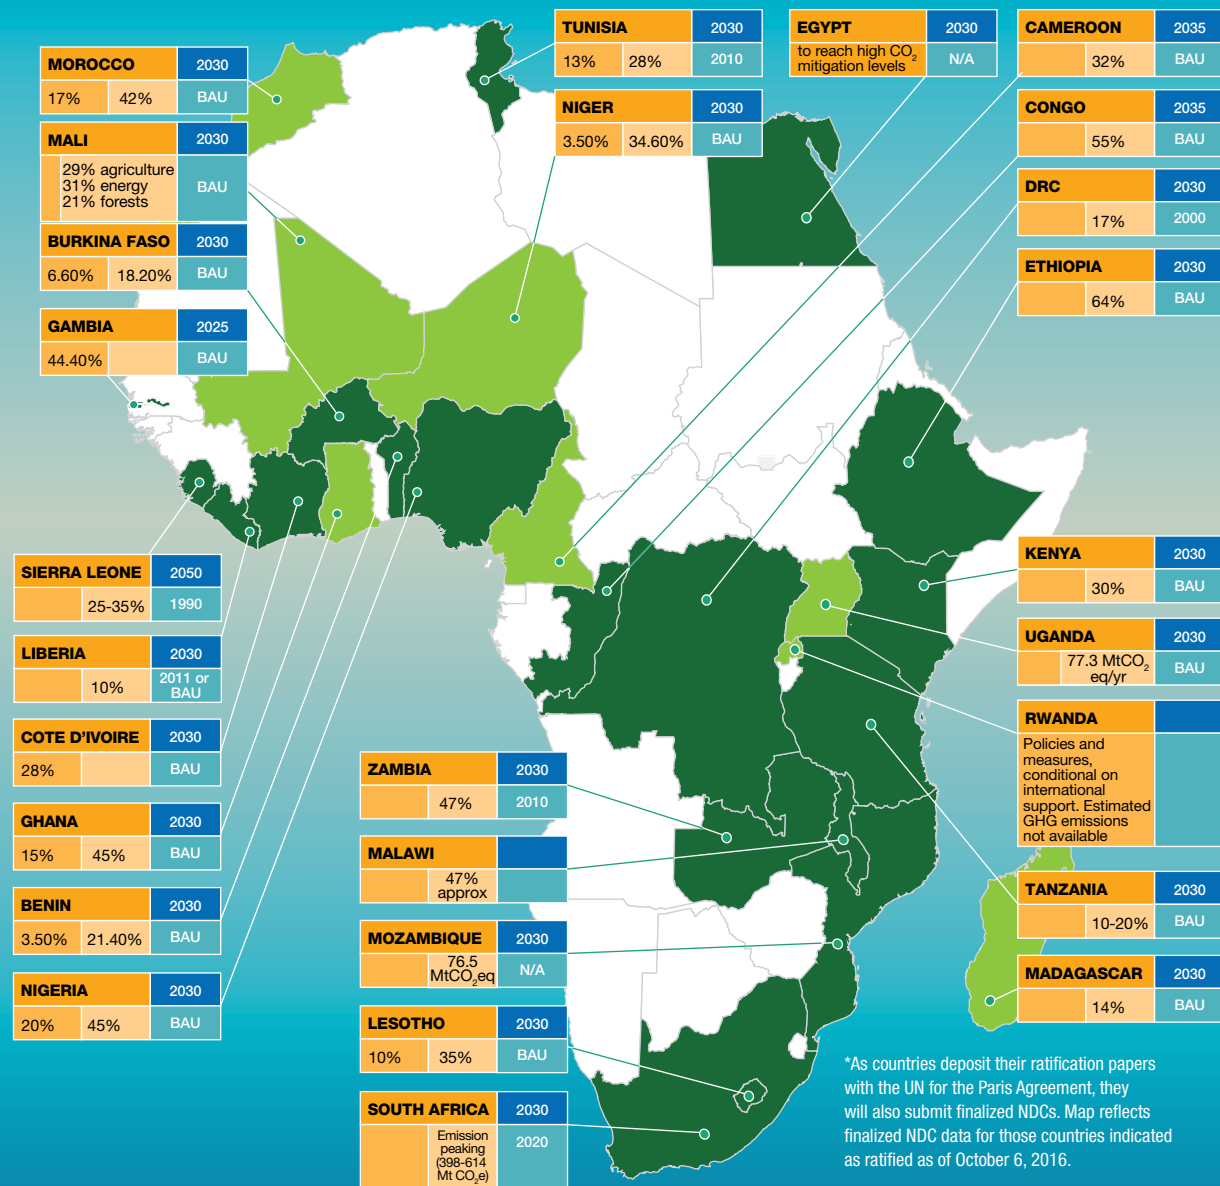 MOROCCO 2030
17% 42% BAU
MALI 2030
29% agriculture
31% energy
21% forests
BAU
BURKINA FASO 2030
6.60% 18.20% BAU
GAMBIA 2025
44.40% BAU
TUNISIA 2030
13% 28% 2010
NIGER 2030
3.50% 34.60% BAU
EGYPT 2030
to reach high CO2
mitigation levels
N/A
CAMEROON 2035
32% BAU
CONGO 2035
55% BAU
DRC 2030
17% 2000
ETHIOPIA 2030
64% BAU
SIERRA LEONE 2050
25-35% 1990
LIBERIA 2030
10%
2011 or
BAU
COTE D'IVOIRE 2030
28% BAU
GHANA 2030
15% 45% BAU
BENIN 2030
3.50% 21.40% BAU
NIGERIA 2030
20% 45% BAU
ZAMBIA 2030
47% 2010
MALAWI
47%
approx
MOZAMBIQUE 2030
76.5
MtCO2eq
N/A
LESOTHO 2030
10% 35% BAU
SOUTH AFRICA 2030
Emission
peaking
(398-614
Mt CO2e)
2020
KENYA 2030
30% BAU
UGANDA 2030
77.3 MtCO2
eq/yr
BAU
RWANDA
Policies and
measures,
conditional on
international
support. Estimated
GHG emissions
not available
TANZANIA 2030
10-20% BAU
MADAGASCAR 2030
14% BAU
*As countries deposit their ratification papers
with the UN for the Paris Agreement, they
will also submit finalized NDCs. Map reflects
finalized NDC data for those countries indicated
as ratified as of October 6, 2016.